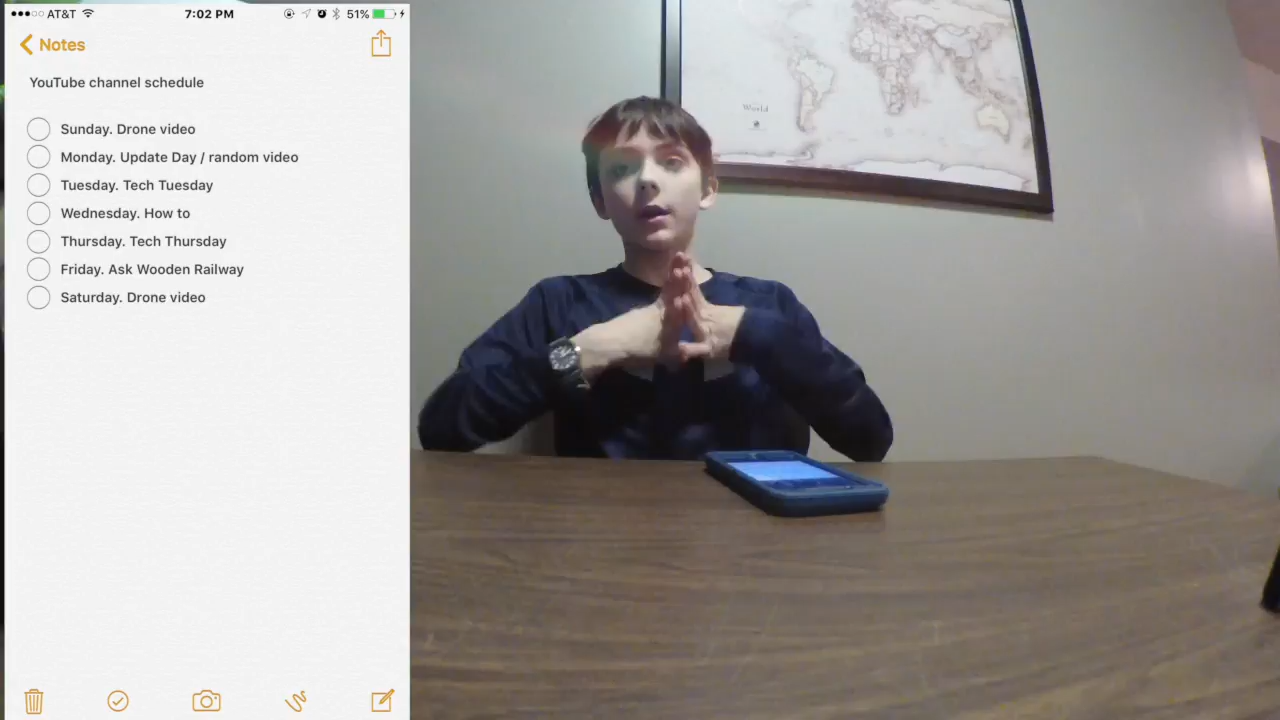 AT&T 7:02 PM 51%
Notes
YouTube channel schedule
Sunday. Drone video
Monday. Update Day / random video
Tuesday. Tech Tuesday
Wednesday. How to
Thursday. Tech Thursday
Friday. Ask Wooden Railway
Saturday. Drone video
World